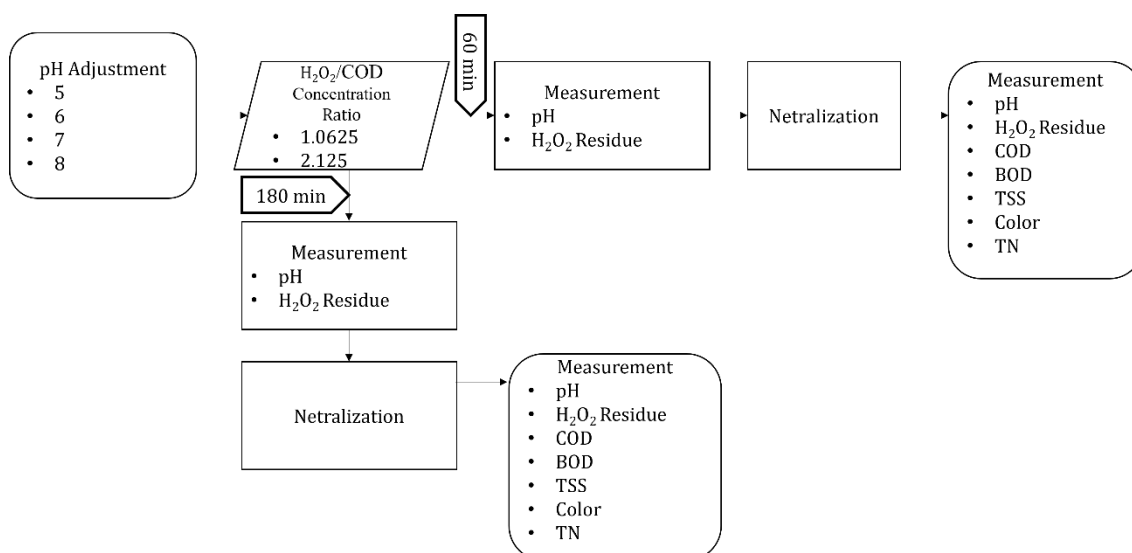 pH Adjustment
• 5
• 6
• 7
• 8
H₂O₂/COD
Concentration
Ratio
• 1.0625
• 2.125
60 min
Measurement
• pH
• H₂O₂ Residue
Netralization
Measurement
• pH
• H₂O₂ Residue
• COD
• BOD
• TSS
• Color
• TN
180 min
Measurement
• pH
• H₂O₂ Residue
Netralization
Measurement
• pH
• H₂O₂ Residue
• COD
• BOD
• TSS
• Color
• TN